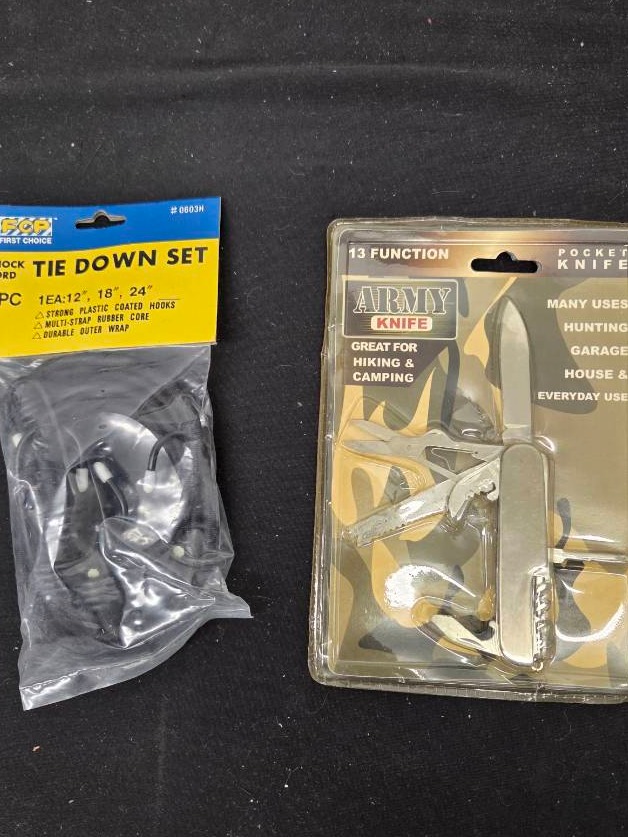 #0603H
FCP
FIRST CHOICE
TIE DOWN SET
PC 1EA:12", 18", 24"
△ STRONG PLASTIC COATED HOOKS
△ MULTI-STRAP RUBBER CORE
△ DURABLE OUTER WRAP
13 FUNCTION
POCKET
KNIFE
ARMY
KNIFE
GREAT FOR
HIKING &
CAMPING
MANY USES
HUNTING
GARAGE
HOUSE &
EVERYDAY USE